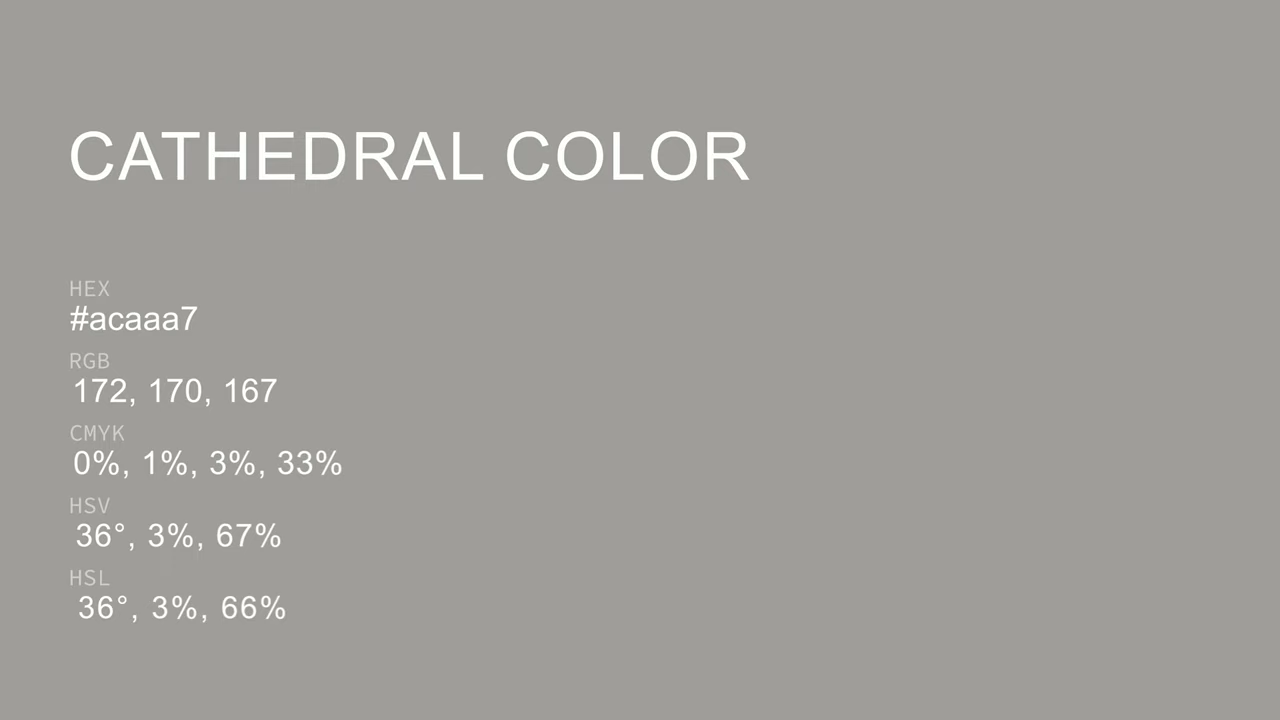 CATHEDRAL COLOR
HEX
#acaaa7
RGB
172, 170, 167
CMYK
0%, 1%, 3%, 33%
HSV
36°, 3%, 67%
HSL
36°, 3%, 66%